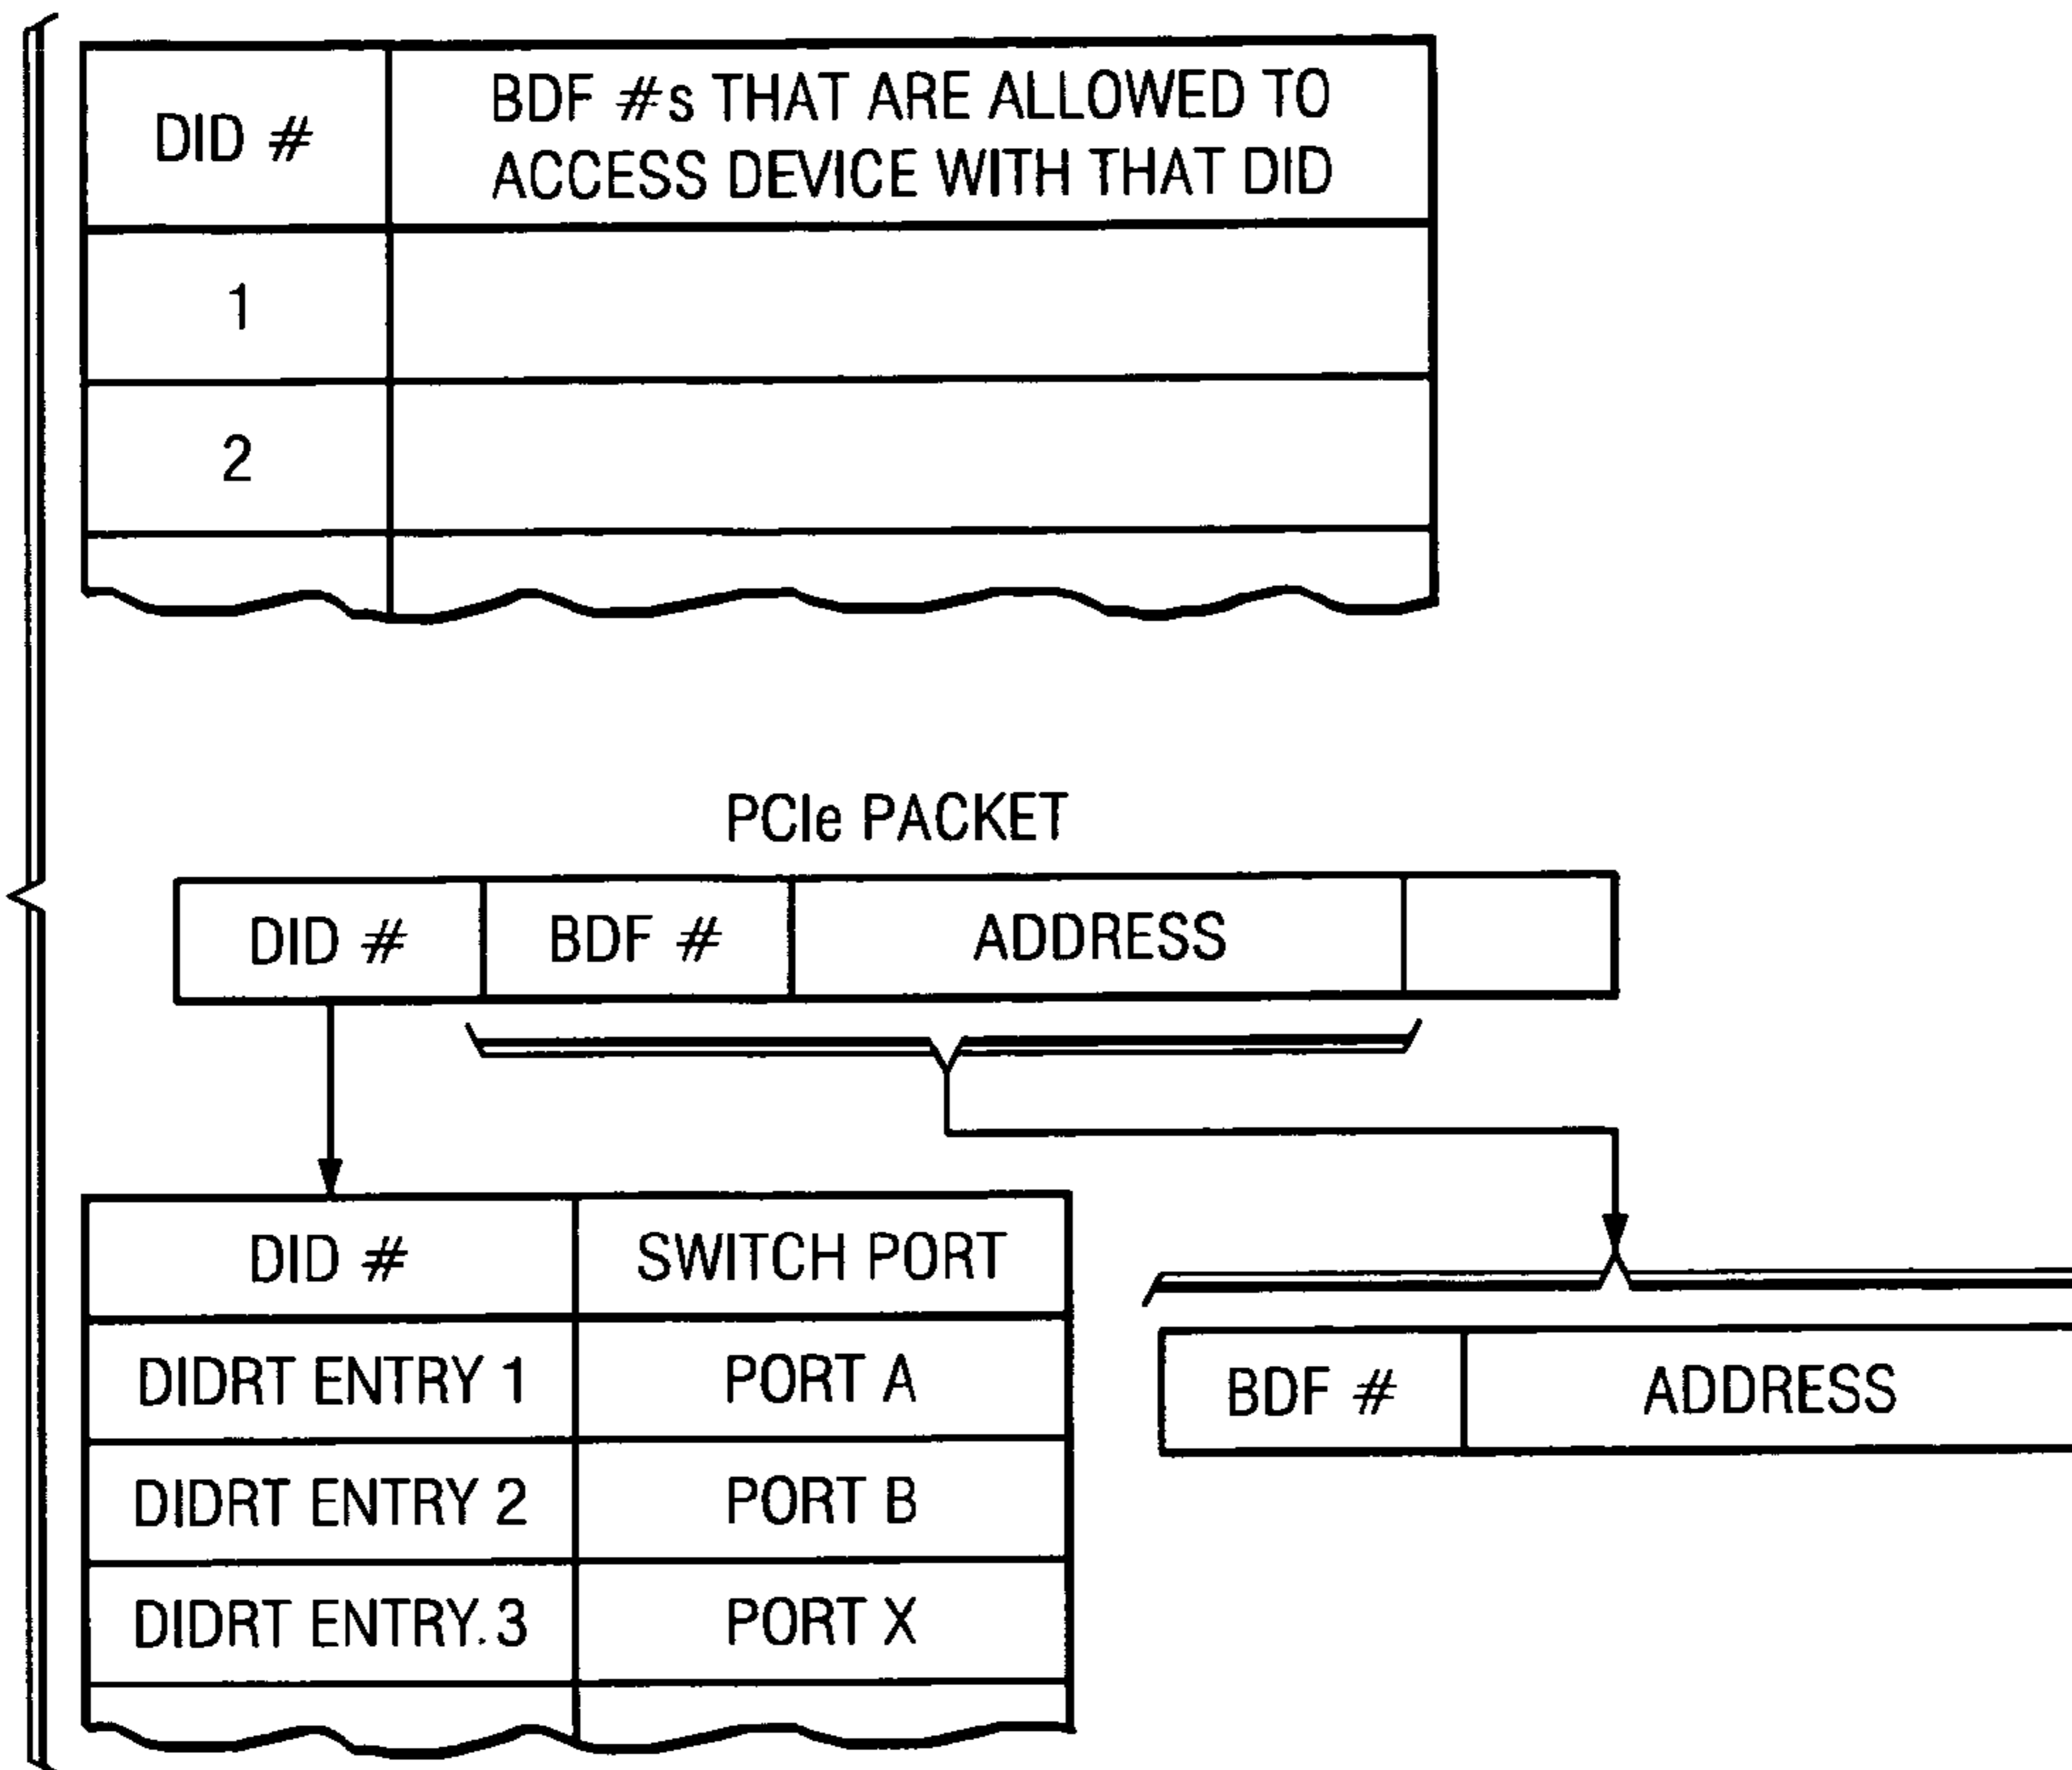 DID #
BDF #s THAT ARE ALLOWED TO
ACCESS DEVICE WITH THAT DID
1
2
PCIe PACKET
DID # BDF # ADDRESS
DID # SWITCH PORT
DIDRT ENTRY 1 PORT A
DIDRT ENTRY 2 PORT B
DIDRT ENTRY. 3 PORT X
BDF # ADDRESS